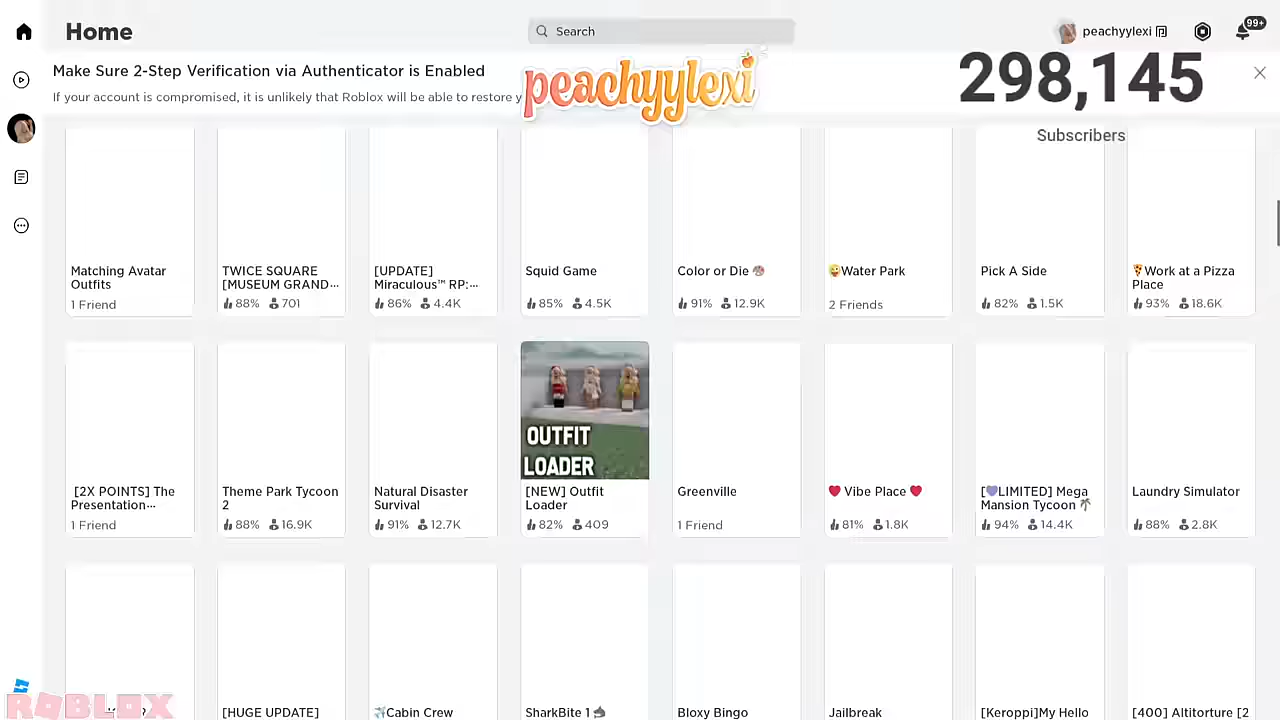 Home
Search
peachyylexi
99+
Make Sure 2-Step Verification via Authenticator is Enabled
If your account is compromised, it is unlikely that Roblox will be able to restore y
peachyylexi
298,145
Subscribers
Matching Avatar
Outfits
1 Friend
TWICE SQUARE
[MUSEUM GRAND...
88% 701
[UPDATE]
Miraculous™ RP:...
86% 4.4K
Squid Game
85% 4.5K
Color or Die 🎨
91% 12.9K
😜Water Park
2 Friends
Pick A Side
82% 1.5K
🍕Work at a Pizza
Place
93% 18.6K
[2X POINTS] The
Presentation...
1 Friend
Theme Park Tycoon
2
88% 16.9K
Natural Disaster
Survival
91% 12.7K
OUTFIT
LOADER
[NEW] Outfit
Loader
82% 409
Greenville
1 Friend
❤️ Vibe Place ❤️
81% 1.8K
[💜LIMITED] Mega
Mansion Tycoon🌴
94% 14.4K
Laundry Simulator
88% 2.8K
ROBLOX
[HUGE UPDATE]
✈️Cabin Crew
SharkBite 1🦈
Bloxy Bingo
Jailbreak
[Keroppi]My Hello
[400] Altitorture [2